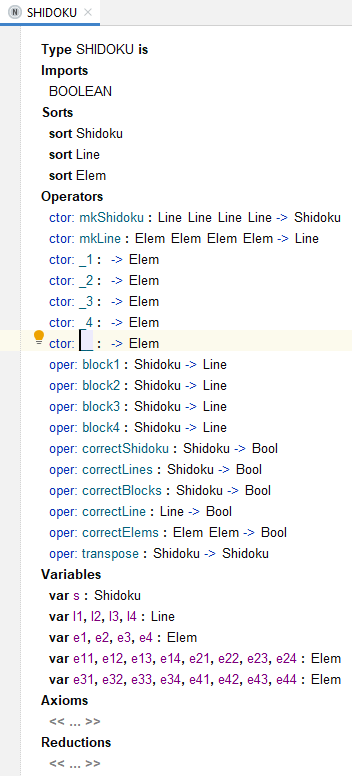 N SHIDOKU ×
Type SHIDOKU is
Imports
BOOLEAN
Sorts
sort Shidoku
sort Line
sort Elem
Operators
ctor: mkShidoku : Line Line Line Line -> Shidoku
ctor: mkLine : Elem Elem Elem Elem -> Line
ctor: _1 : -> Elem
ctor: _2 : -> Elem
ctor: _3 : -> Elem
ctor: _4 : -> Elem
ctor: __ : -> Elem
oper: block1 : Shidoku -> Line
oper: block2 : Shidoku -> Line
oper: block3 : Shidoku -> Line
oper: block4 : Shidoku -> Line
oper: correctShidoku : Shidoku -> Bool
oper: correctLines : Shidoku -> Bool
oper: correctBlocks : Shidoku -> Bool
oper: correctLine : Line -> Bool
oper: correctElems : Elem Elem -> Bool
oper: transpose : Shidoku -> Shidoku
Variables
var s : Shidoku
var l1, l2, l3, l4 : Line
var e1, e2, e3, e4 : Elem
var e11, e12, e13, e14, e21, e22, e23, e24 : Elem
var e31, e32, e33, e34, e41, e42, e43, e44 : Elem
Axioms
<< ... >>
Reductions
<< ... >>